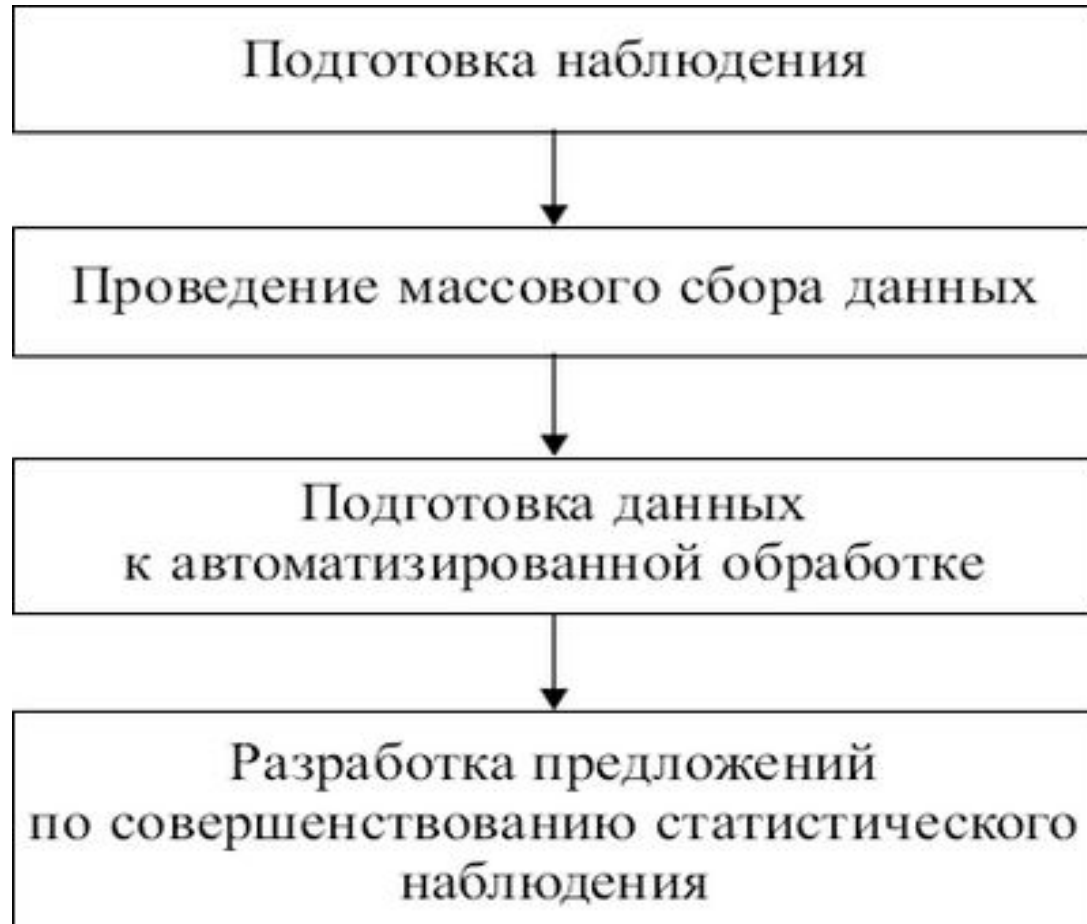 Подготовка наблюдения
Проведение массового сбора данных
Подготовка данных
к автоматизированной обработке
Разработка предложений
по совершенствованию статистического
наблюдения